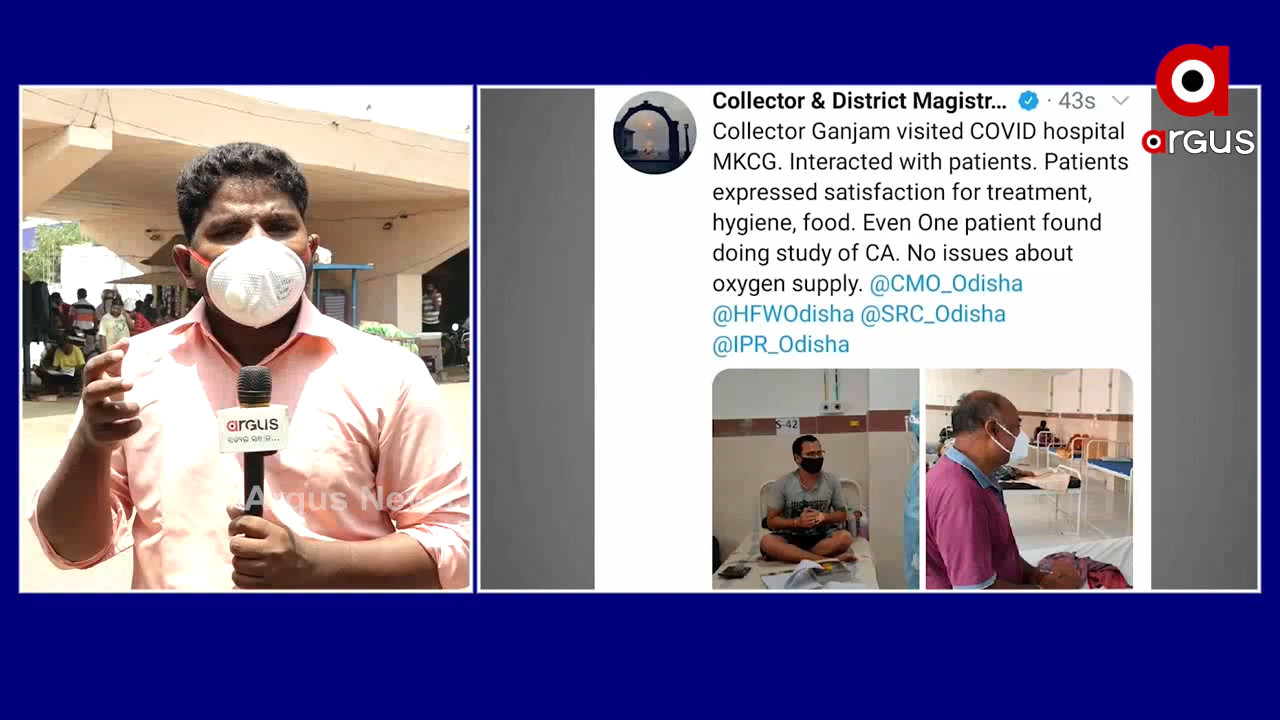 argus
Collector & District Magistr... · 43s
Collector Ganjam visited COVID hospital
MKCG. Interacted with patients. Patients
expressed satisfaction for treatment,
hygiene, food. Even One patient found
doing study of CA. No issues about
oxygen supply. @CMO_Odisha
@HFWOdisha @SRC_Odisha
@IPR_Odisha
S-42
argus
Argus News